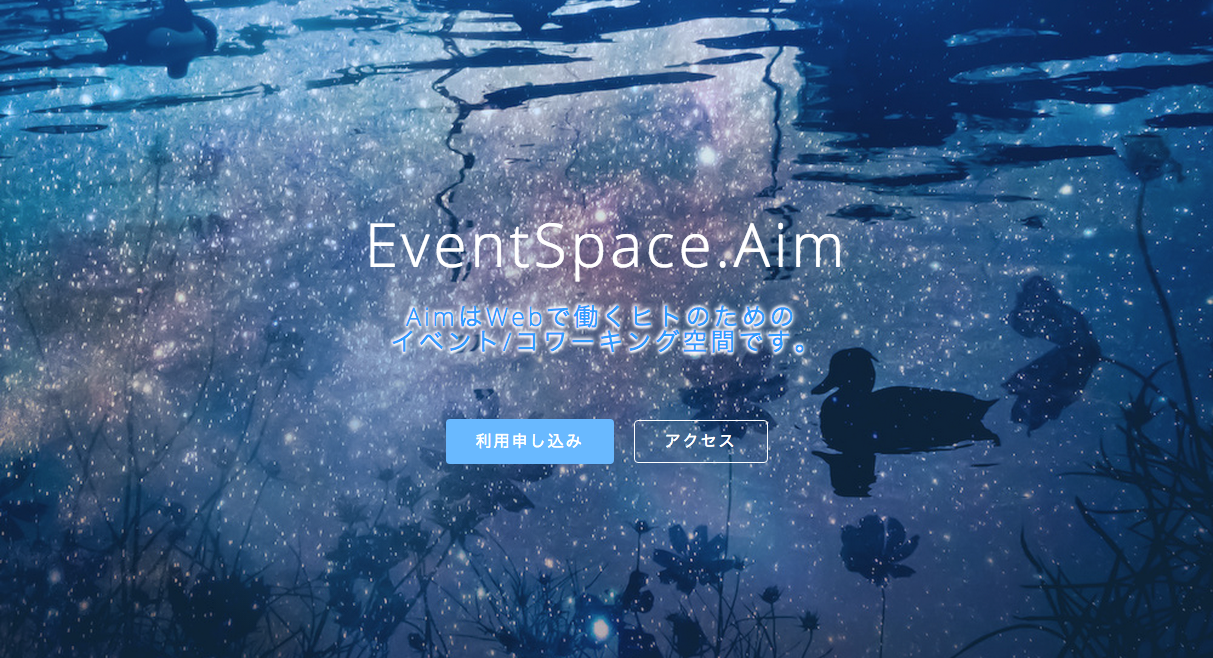 EventSpace.Aim
AimはWebで働くヒトのための
イベント/コワーキング空間です。
利用申し込み
アクセス